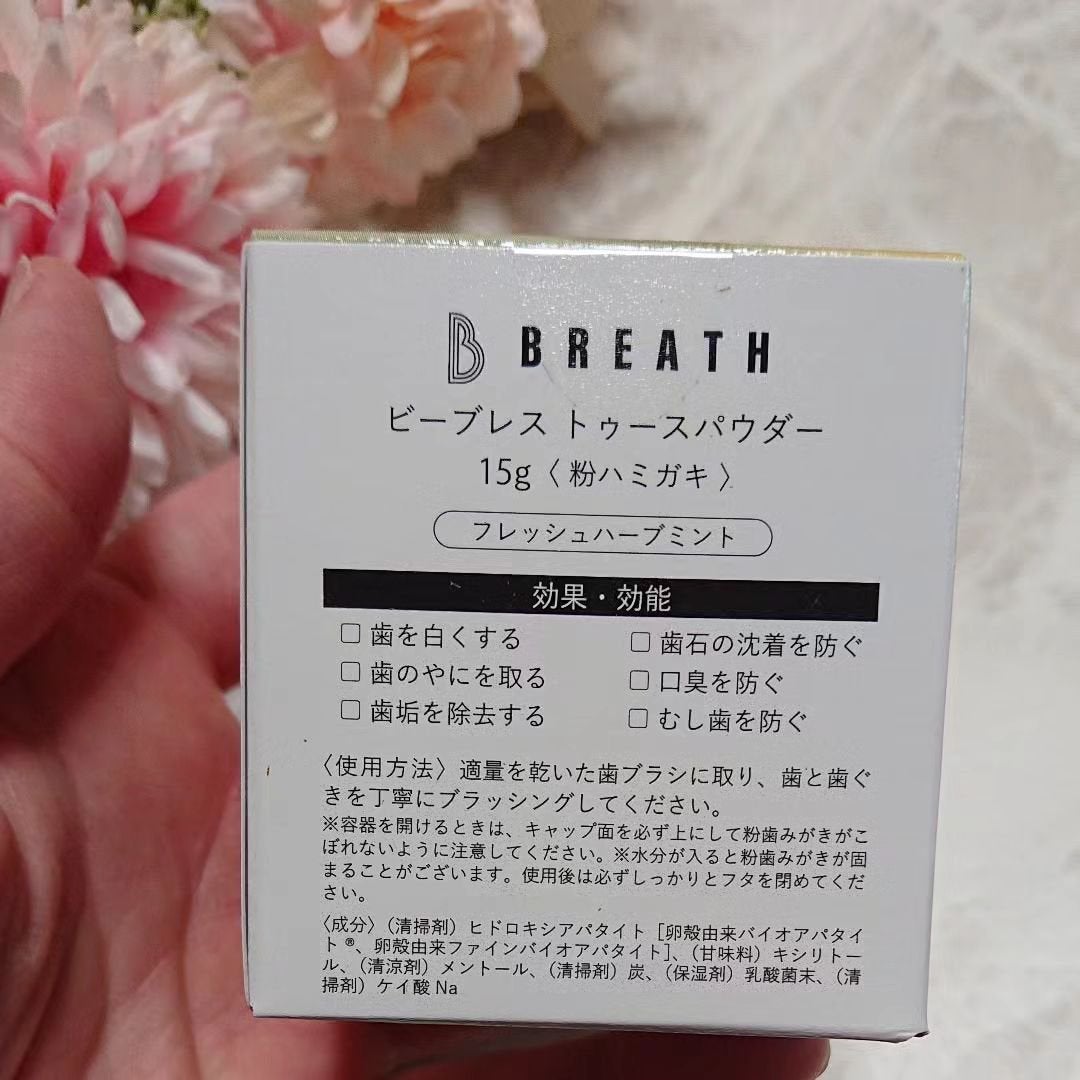 B BREATH
ビーブレス トゥースパウダー
15g〈 粉ハミガキ 〉
フレッシュハーブミント
効果・効能
□ 歯を白くする □ 歯石の沈着を防ぐ
□ 歯のやにを取る □ 口臭を防ぐ
□ 歯垢を除去する □ むし歯を防ぐ
〈使用方法〉適量を乾いた歯ブラシに取り、歯と歯ぐ
きを丁寧にブラッシングしてください。
※容器を開けるときは、キャップ面を必ず上にして粉歯みがきがこ
ぼれないように注意してください。※水分が入ると粉歯みがきが固
まることがございます。使用後は必ずしっかりとフタを閉めてくだ
さい。
〈成分〉（清掃剤）ヒドロキシアパタイト［卵殻由来バイオアパタイ
ト®、卵殻由来ファインバイオアパタイト］、（甘味料）キシリトー
ル、（清涼剤）メントール、（清掃剤）炭、（保湿剤）乳酸菌末、（清
掃剤）ケイ酸 Na